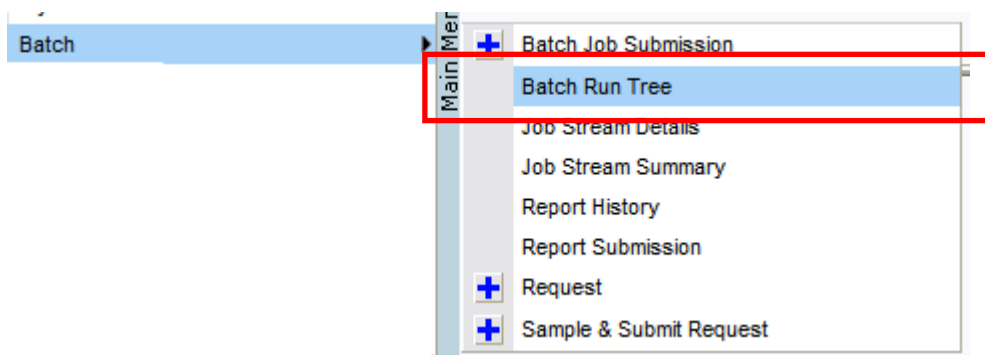 Batch
Main Mer
Batch Job Submission
Batch Run Tree
Job Stream Details
Job Stream Summary
Report History
Report Submission
Request
Sample & Submit Request